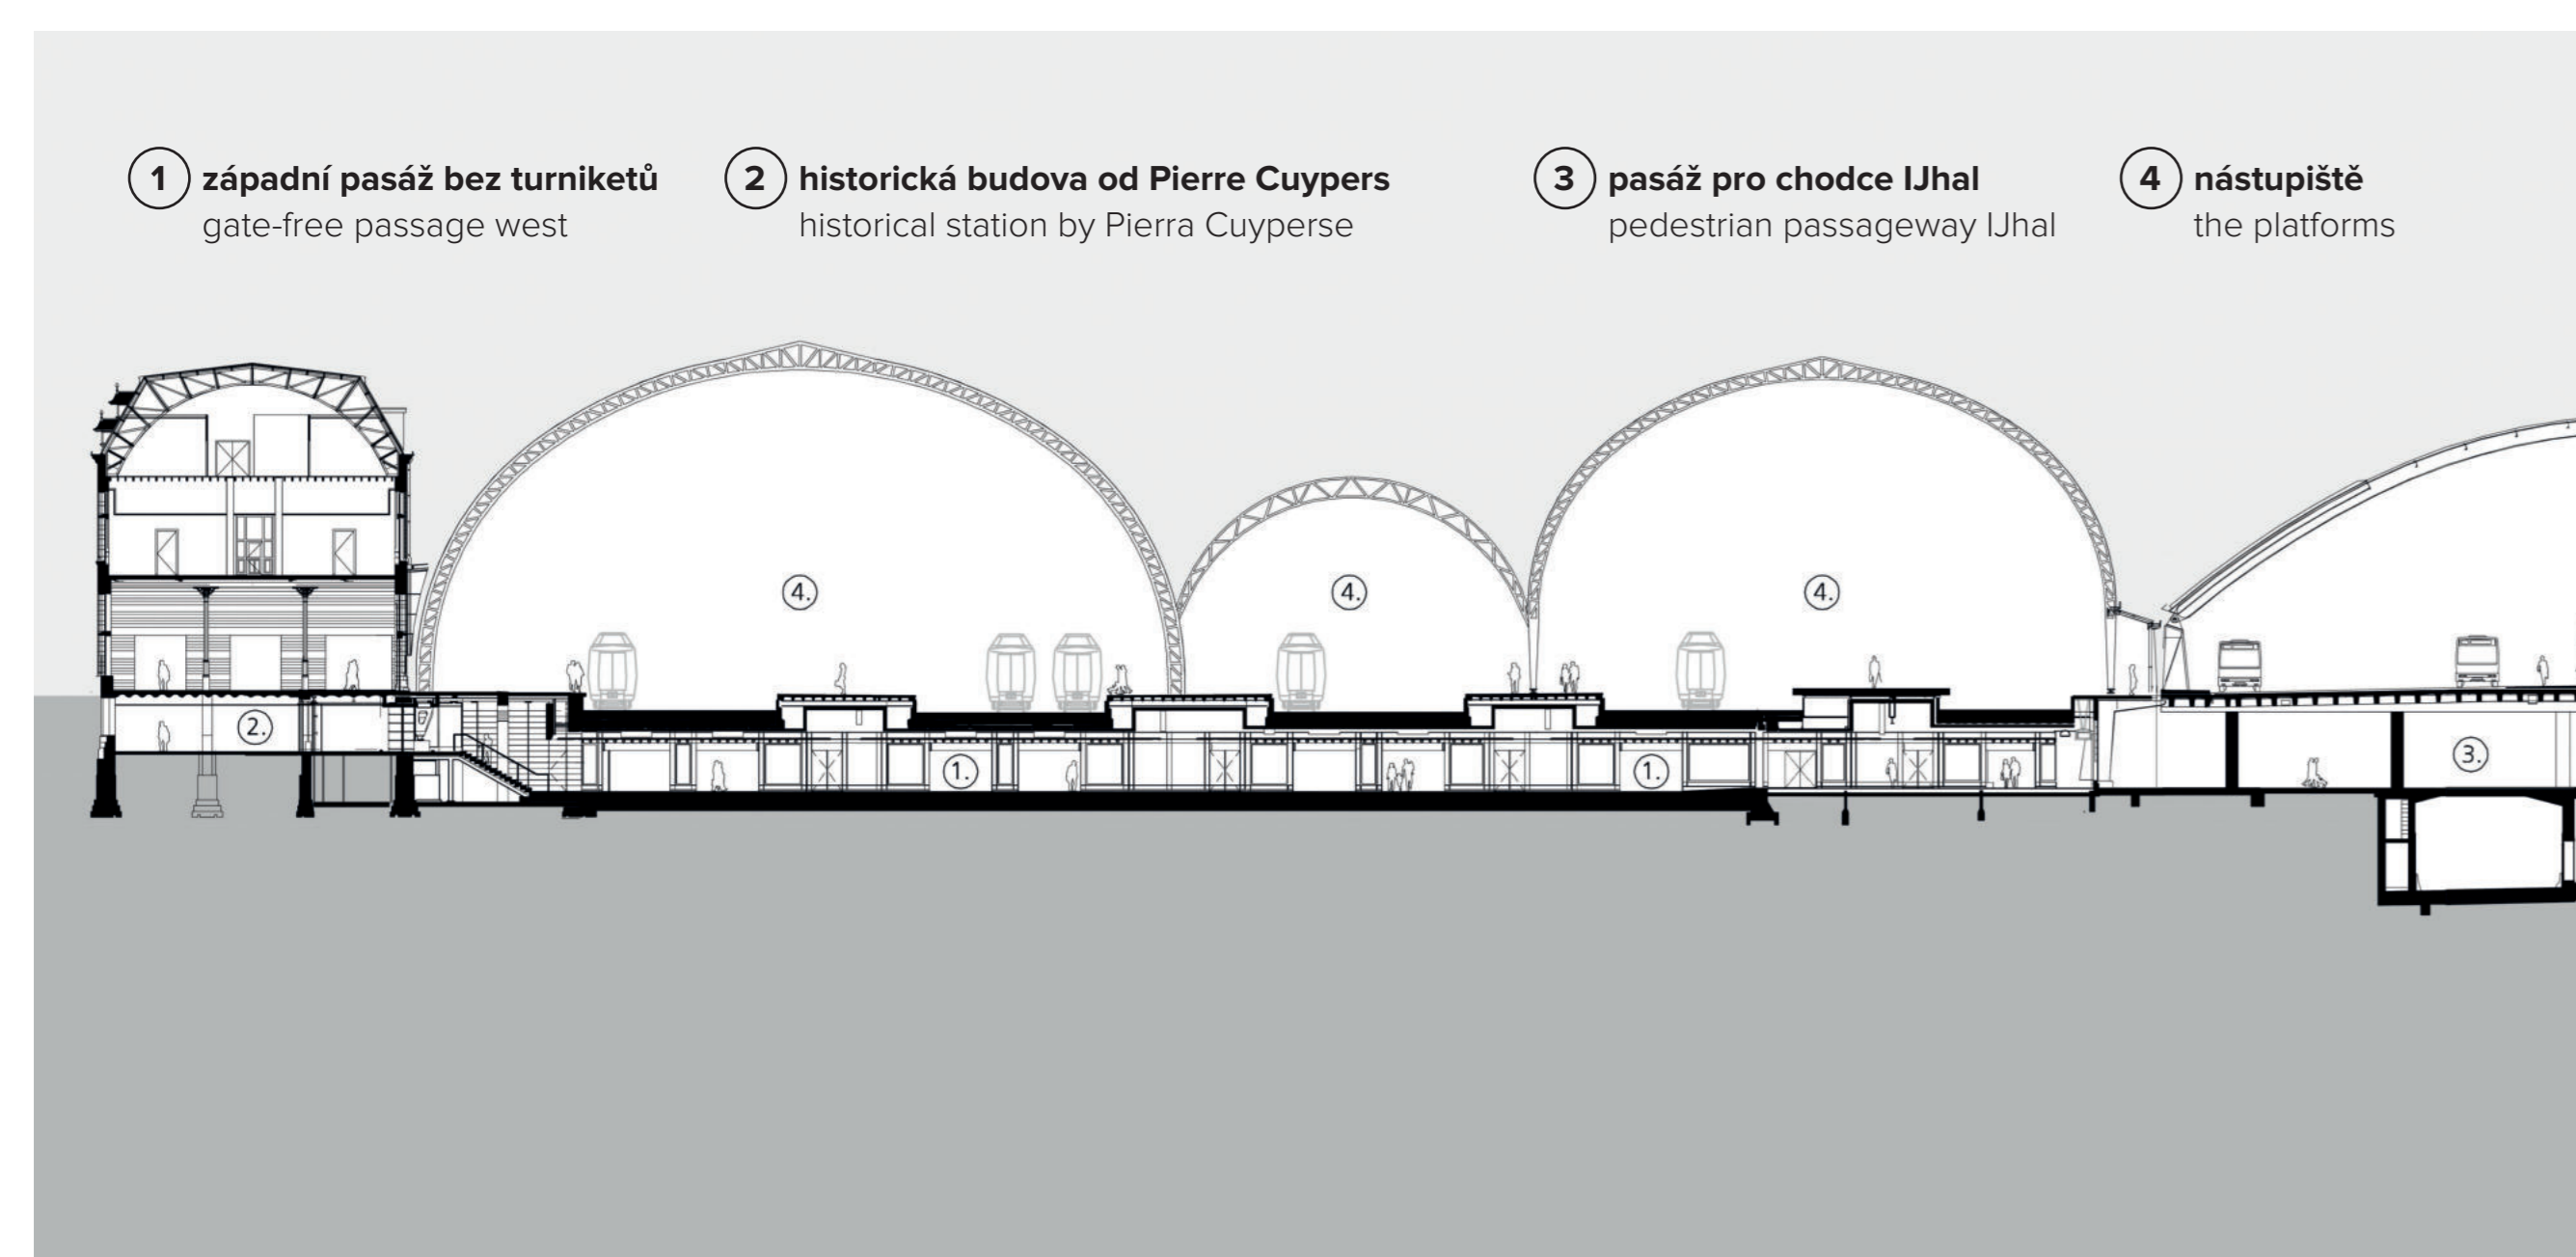 1 západní pasáž bez turniketů
gate-free passage west
2 historická budova od Pierre Cuypers
historical station by Pierra Cuyperse
3 pasáž pro chodce IJhal
pedestrian passageway IJhal
4 nástupiště
the platforms
4.
4.
4.
2.
1.
1.
3.